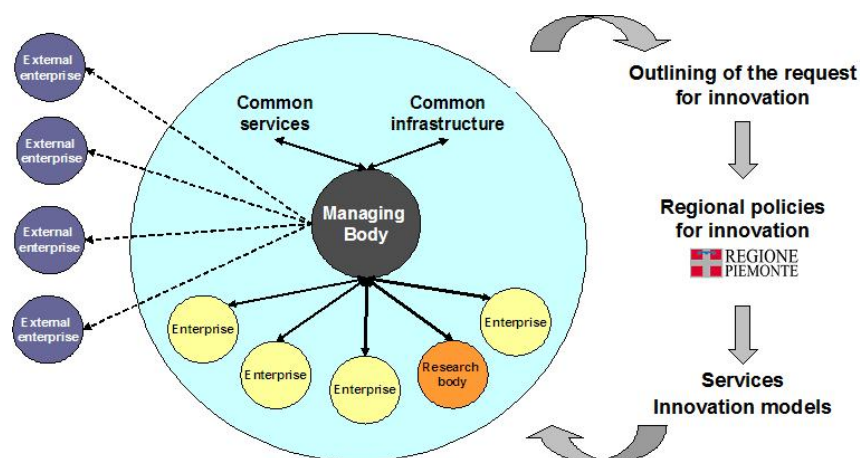 External
enterprise
External
enterprise
External
enterprise
External
enterprise
Common
services
Common
infrastructure
Managing
Body
Enterprise
Enterprise
Enterprise
Research
body
Enterprise
Outlining of the request
for innovation
Regional policies
for innovation
REGIONE
PIEMONTE
Services
Innovation models